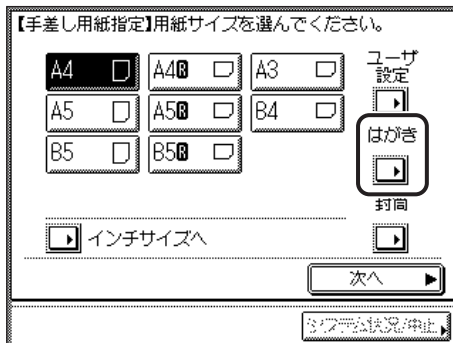 【手差し用紙指定】用紙サイズを選んでください。
A4 A4R A3
A5 A5R B4
B5 B5R
ユーザ
設定
はがき
封筒
インチサイズへ
次へ
システム状況/中止